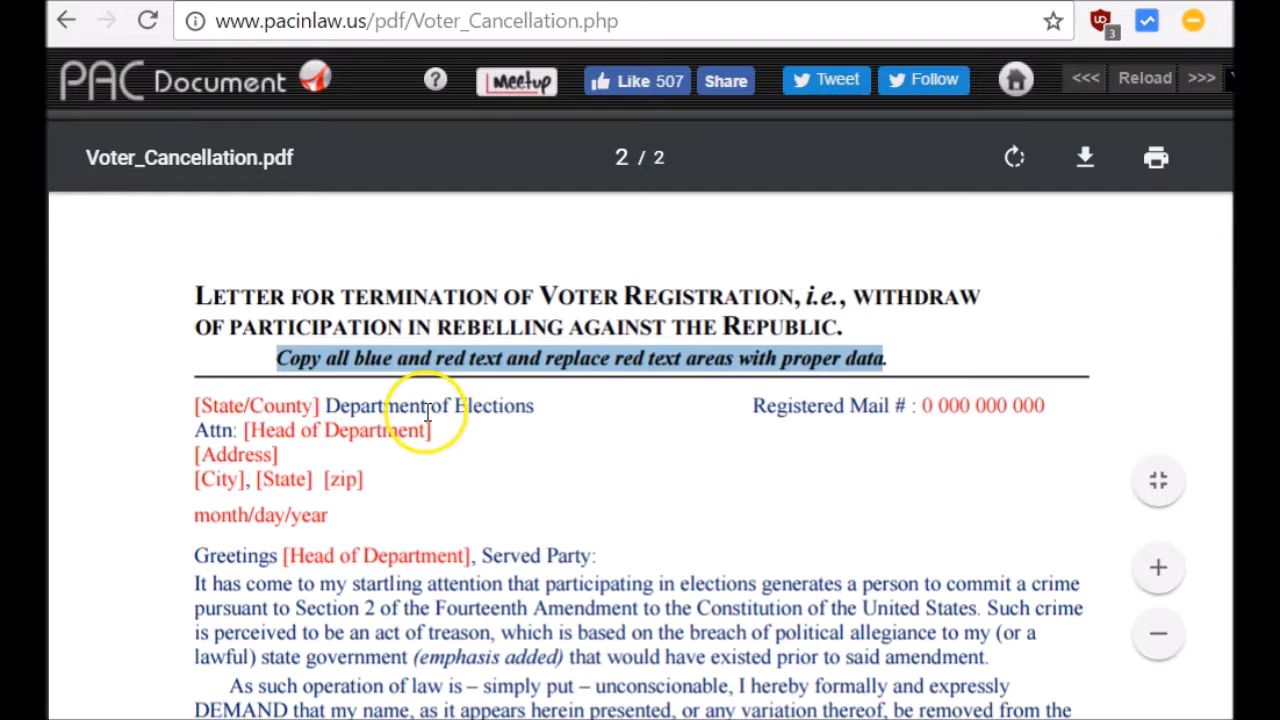 www.pacinlaw.us/pdf/Voter_Cancellation.php
3
PAC Document ? Meetup Like 507 Share Tweet Follow <<< Reload >>>
Voter_Cancellation.pdf 2 / 2
LETTER FOR TERMINATION OF VOTER REGISTRATION, i.e., WITHDRAW
OF PARTICIPATION IN REBELLING AGAINST THE REPUBLIC.
Copy all blue and red text and replace red text areas with proper data.
[State/County] Department of Elections Registered Mail # : 0 000 000 000
Attn: [Head of Department]
[Address]
[City], [State] [zip]
month/day/year
Greetings [Head of Department], Served Party:
It has come to my startling attention that participating in elections generates a person to commit a crime
pursuant to Section 2 of the Fourteenth Amendment to the Constitution of the United States. Such crime
is perceived to be an act of treason, which is based on the breach of political allegiance to my (or a
lawful) state government (emphasis added) that would have existed prior to said amendment.
As such operation of law is – simply put – unconscionable, I hereby formally and expressly
DEMAND that my name, as it appears herein presented, or any variation thereof, be removed from the